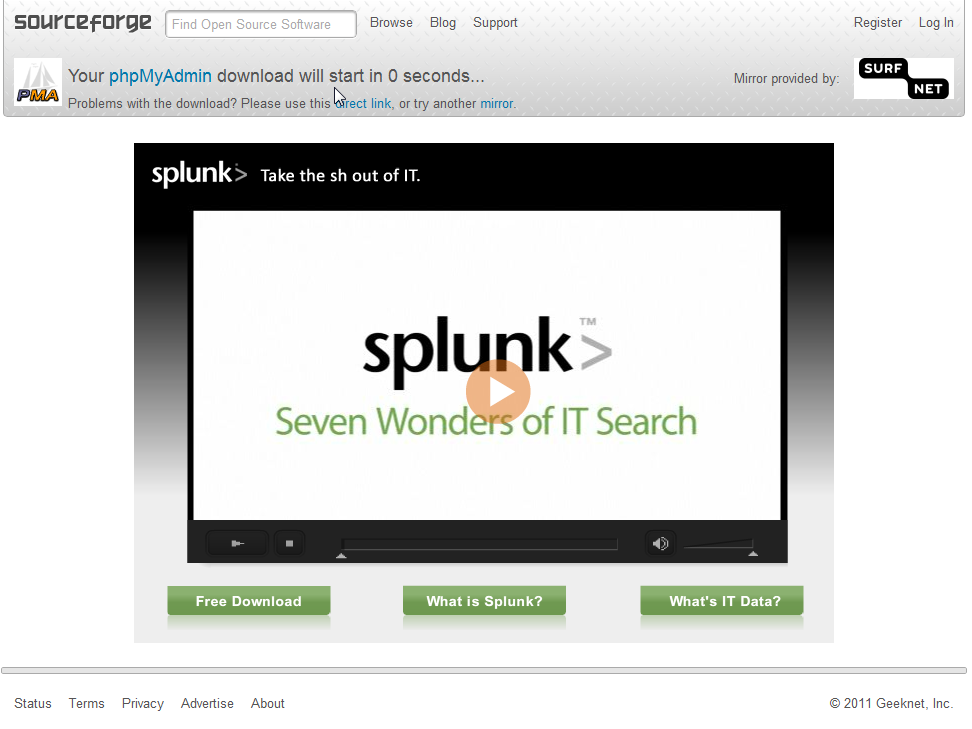 sourceforge Find Open Source Software Browse Blog Support Register Log In
PMA Your phpMyAdmin download will start in 0 seconds...
Mirror provided by: SURF NET
Problems with the download? Please use this direct link, or try another mirror.
splunk> Take the sh out of IT.
splunk> ™
Seven Wonders of IT Search
Free Download What is Splunk? What's IT Data?
Status Terms Privacy Advertise About © 2011 Geeknet, Inc.